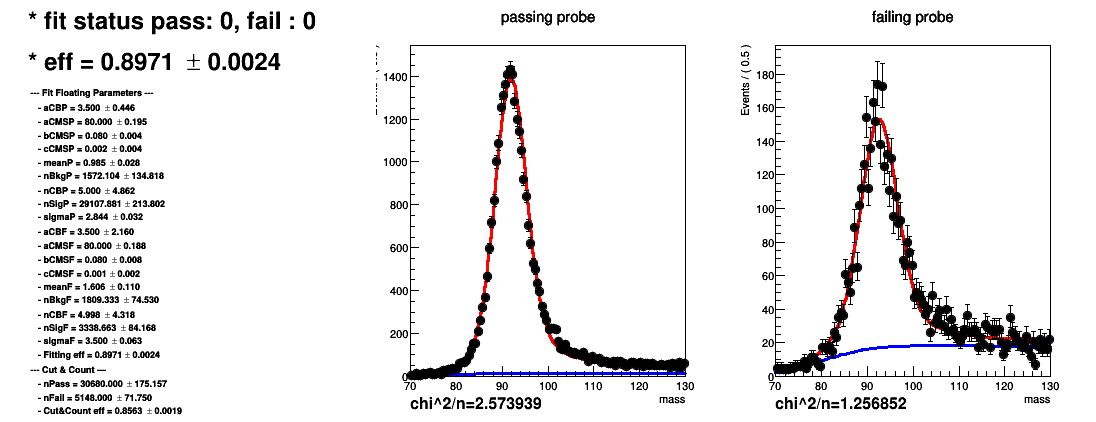 * fit status pass: 0, fail : 0
* eff = 0.8971 ± 0.0024
--- Fit Floating Parameters ---
- aCBP = 3.500 ± 0.446
- aCMSP = 80.000 ± 0.195
- bCMSP = 0.080 ± 0.004
- cCMSP = 0.002 ± 0.004
- meanP = 0.985 ± 0.028
- nBkgP = 1572.104 ± 134.818
- nCBP = 5.000 ± 4.862
- nSigP = 29107.881 ± 213.802
- sigmaP = 2.844 ± 0.032
- aCBF = 3.500 ± 2.160
- aCMSF = 80.000 ± 0.188
- bCMSF = 0.080 ± 0.008
- cCMSF = 0.001 ± 0.002
- meanF = 1.606 ± 0.110
- nBkgF = 1809.333 ± 74.530
- nCBF = 4.998 ± 4.318
- nSigF = 3338.663 ± 84.168
- sigmaF = 3.500 ± 0.063
- Fitting eff = 0.8971 ± 0.0024
--- Cut & Count ---
- nPass = 30680.000 ± 175.157
- nFail = 5148.000 ± 71.750
- Cut&Count eff = 0.8563 ± 0.0019
passing probe
1400
1200
1000
800
600
400
200
0
70 80 90 100 110 120 130
mass
chi^2/n=2.573939
failing probe
Events / ( 0.5 )
180
160
140
120
100
80
60
40
20
0
70 80 90 100 110 120 130
mass
chi^2/n=1.256852